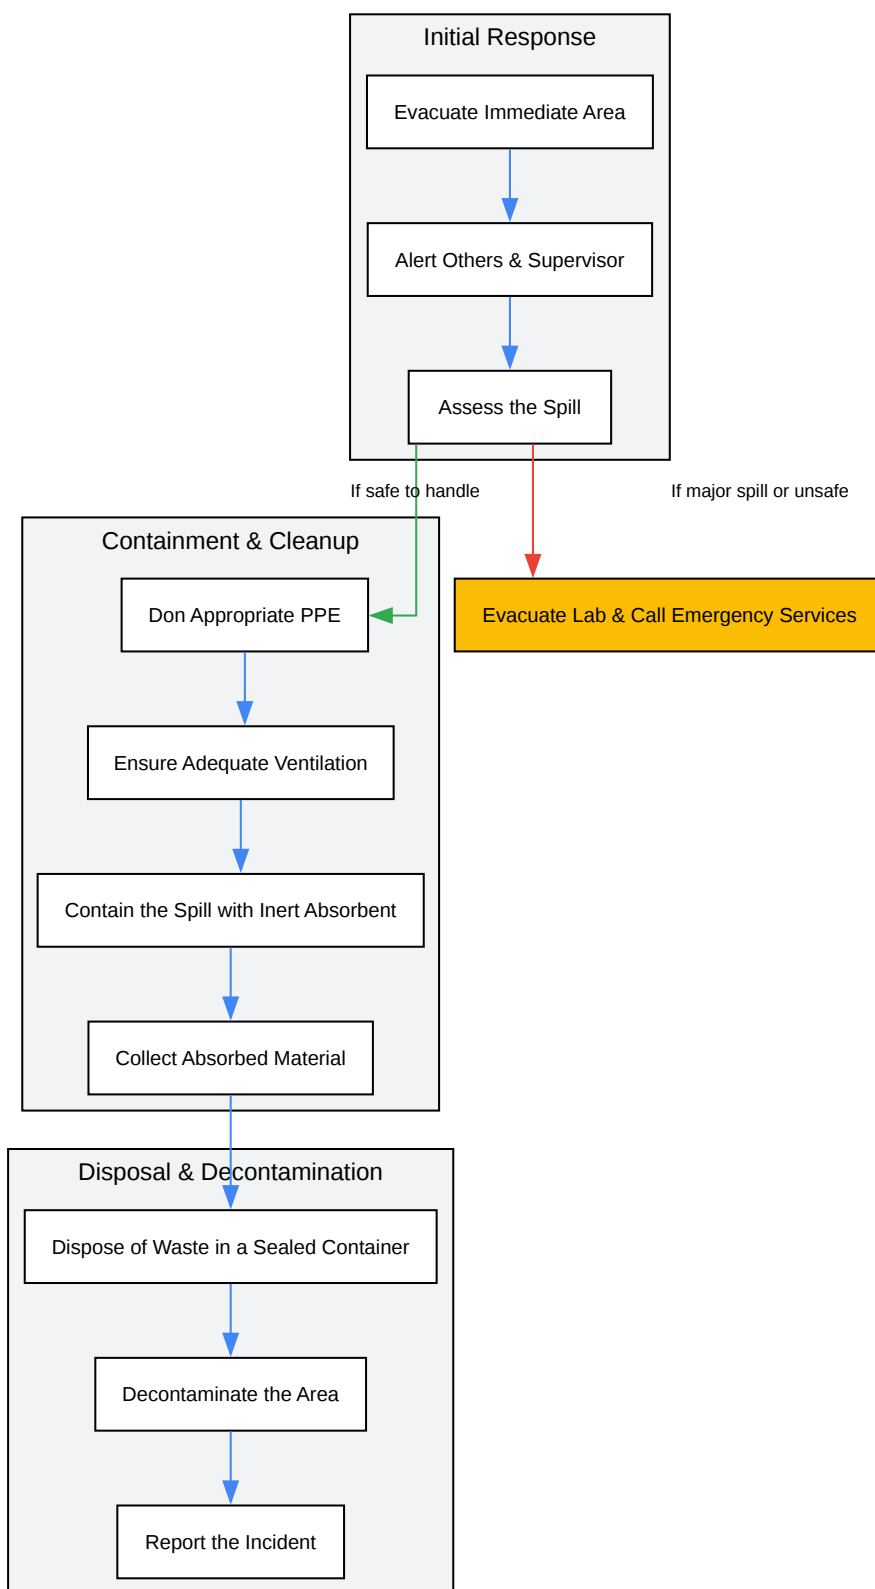 Initial Response
Evacuate Immediate Area
Alert Others & Supervisor
Assess the Spill
If safe to handle
If major spill or unsafe
Containment & Cleanup
Don Appropriate PPE
Evacuate Lab & Call Emergency Services
Ensure Adequate Ventilation
Contain the Spill with Inert Absorbent
Collect Absorbed Material
Disposal & Decontamination
Dispose of Waste in a Sealed Container
Decontaminate the Area
Report the Incident